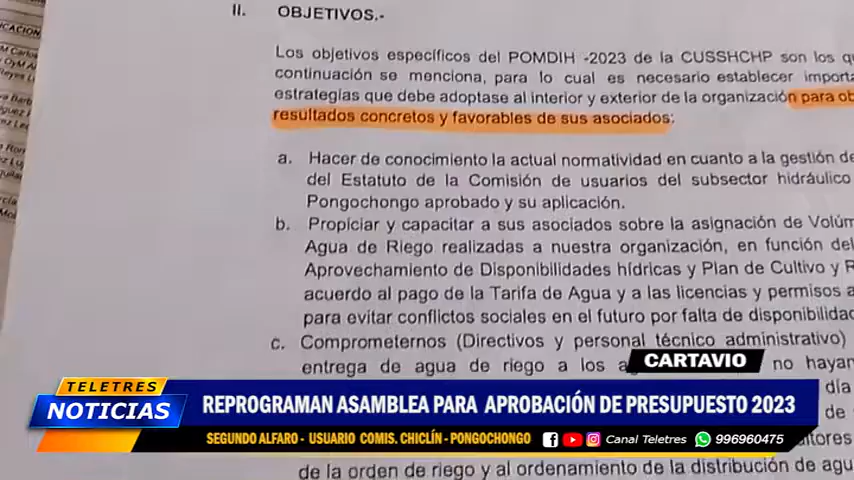 II. OBJETIVOS.-
Los objetivos específicos del POMDIH -2023 de la CUSSHCHP son los
continuación se menciona, para lo cual es necesario establecer
estrategias que debe adoptase al interior y exterior de la organización para
resultados concretos y favorables de sus asociados:
a. Hacer de conocimiento la actual normatividad en cuanto a la gestión
del Estatuto de la Comisión de usuarios del subsector hidráulico
Pongochongo aprobado y su aplicación.
b. Propiciar y capacitar a sus asociados sobre la asignación de
Agua de Riego realizadas a nuestra organización, en función del
Aprovechamiento de Disponibilidades hídricas y Plan de Cultivo y
acuerdo al pago de la Tarifa de Agua y a las licencias y permisos
para evitar conflictos sociales en el futuro por falta de
c. Comprometernos (Directivos y personal técnico administrativo)
entrega de agua de riego a los no hayan
CARTAVIO
día
TELETRES
NOTICIAS
REPROGRAMAN ASAMBLEA PARA APROBACIÓN DE PRESUPUESTO 2023
de
SEGUNDO ALFARO - USUARIO COMIS. CHICLÍN - PONGOCHONGO Canal Teletres 996960475
de la orden de riego y al ordenamiento de la distribución de